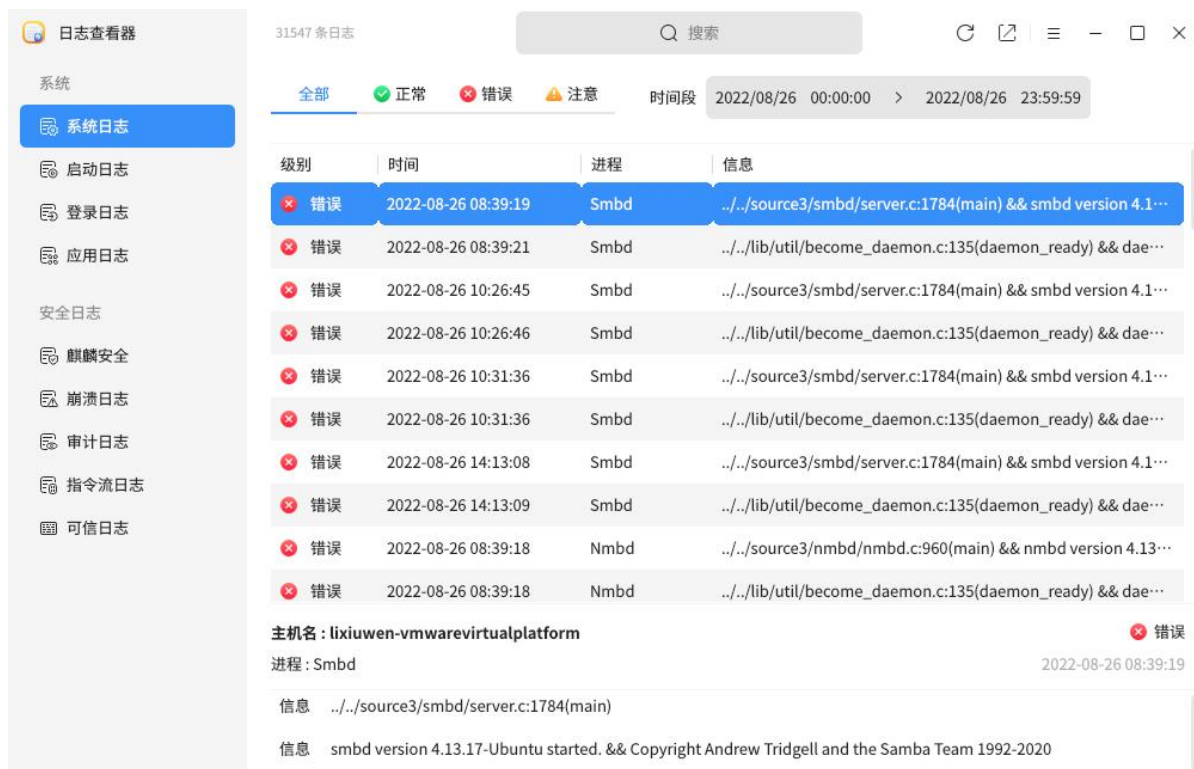 日志查看器
31547 条日志
搜索
系统
系统日志
启动日志
登录日志
应用日志
安全日志
麒麟安全
崩溃日志
审计日志
指令流日志
可信日志
全部 正常 错误 注意 时间段 2022/08/26 00:00:00 > 2022/08/26 23:59:59
级别 时间 进程 信息
错误 2022-08-26 08:39:19 Smbd ../../source3/smbd/server.c:1784(main) && smbd version 4.1···
错误 2022-08-26 08:39:21 Smbd ../../lib/util/become_daemon.c:135(daemon_ready) && dae···
错误 2022-08-26 10:26:45 Smbd ../../source3/smbd/server.c:1784(main) && smbd version 4.1···
错误 2022-08-26 10:26:46 Smbd ../../lib/util/become_daemon.c:135(daemon_ready) && dae···
错误 2022-08-26 10:31:36 Smbd ../../source3/smbd/server.c:1784(main) && smbd version 4.1···
错误 2022-08-26 10:31:36 Smbd ../../lib/util/become_daemon.c:135(daemon_ready) && dae···
错误 2022-08-26 14:13:08 Smbd ../../source3/smbd/server.c:1784(main) && smbd version 4.1···
错误 2022-08-26 14:13:09 Smbd ../../lib/util/become_daemon.c:135(daemon_ready) && dae···
错误 2022-08-26 08:39:18 Nmbd ../../source3/nmbd/nmbd.c:960(main) && nmbd version 4.13···
错误 2022-08-26 08:39:18 Nmbd ../../lib/util/become_daemon.c:135(daemon_ready) && dae···
主机名 : lixiuwen-vmwarevirtualplatform 错误
进程 : Smbd 2022-08-26 08:39:19
信息 ../../source3/smbd/server.c:1784(main)
信息 smbd version 4.13.17-Ubuntu started. && Copyright Andrew Tridgell and the Samba Team 1992-2020